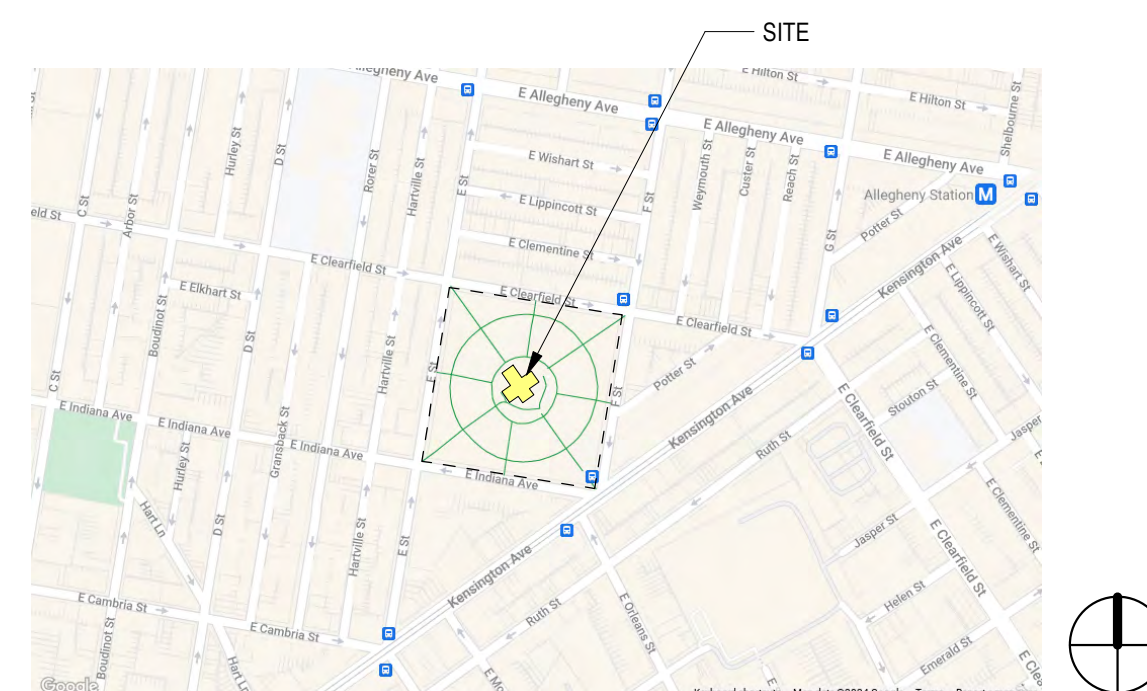 SITE
E Allegheny Ave
E Hilton St
E Hilton St
Shelbourne St
E Allegheny Ave
E Allegheny Ave
Hurley St
D St
Rorer St
Hartville St
E St
E Wishart St
E Lippincott St
F St
Weymouth St
Custer St
Reach St
Allegheny Station M
C St
Arbor St
E Clementine St
G St
Potter St
E Wishart St
E Clearfield St
Kensington Ave
E Lippincott St
E Elkhart St
E Clearfield St
E Clearfield St
Boudinot St
D St
Hartville St
E St
F St
Potter St
E Clementine St
Stouton St
C St
E Indiana Ave
E Indiana Ave
E Indiana Ave
E Indiana Ave
Gransback St
Hurley St
Kensington Ave
Ruth St
E Clearfield St
Jasper
Hart Ln
D St
Hartville St
E St
E Clementine St
Jasper St
E Clearfield St
Kensington Ave
E Cambria St
E Cambria St
Ruth St
E Orleans St
Helen St
Emerald St
Boudinot St
Hart Ln
Google